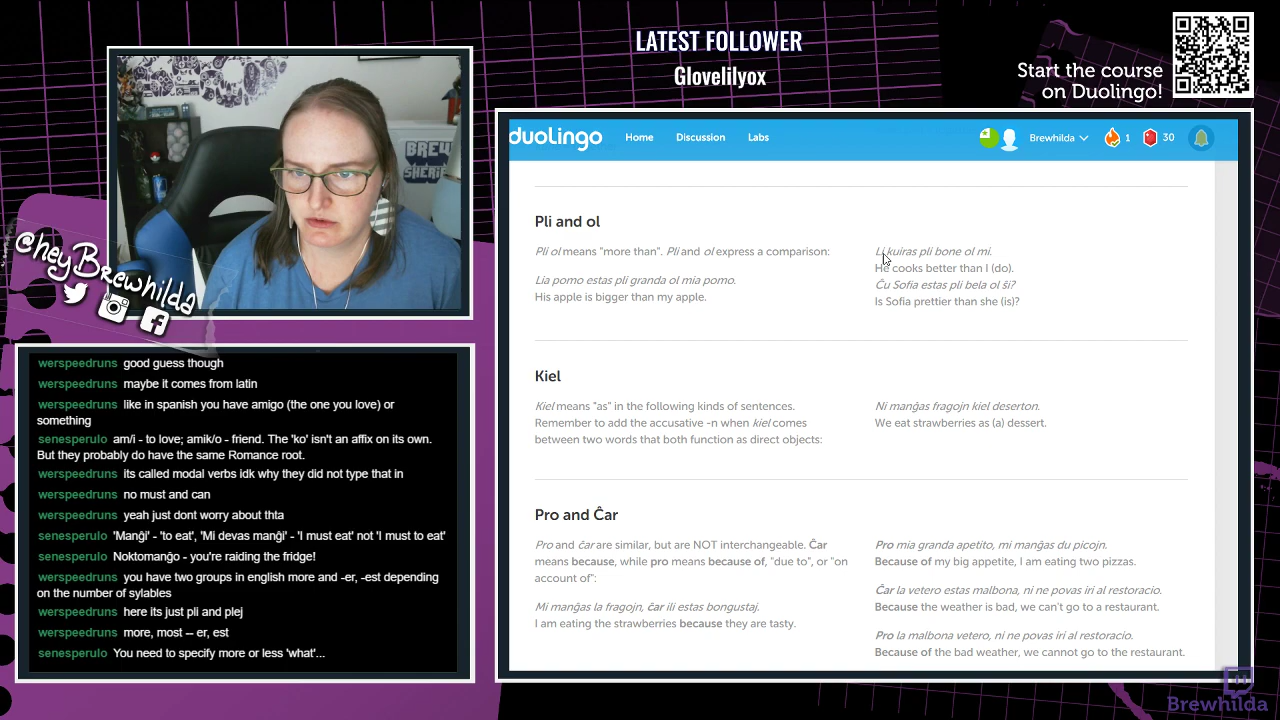 LATEST FOLLOWER
Glovelilyox
Start the course
on Duolingo!
BREW
SHERIF
@heyBrewhilda
werspeedruns good guess though
werspeedruns maybe it comes from latin
werspeedruns like in spanish you have amigo (the one you love) or
something
senesperulo am/i - to love; amik/o - friend. The 'ko' isn't an affix on its own.
But they probably do have the same Romance root.
werspeedruns its called modal verbs idk why they did not type that in
werspeedruns no must and can
werspeedruns yeah just dont worry about thta
senesperulo 'Manĝi' - 'to eat', 'Mi devas manĝi' - 'I must eat' not 'I must to eat'
senesperulo Noktomanĝo - you're raiding the fridge!
werspeedruns you have two groups in english more and -er, -est depending
on the number of sylables
werspeedruns here its just pli and plej
werspeedruns more, most -- er, est
senesperulo You need to specify more or less 'what'...
duolingo
Home
Discussion
Labs
Brewhilda
1
30
Pli and ol
Pli ol means "more than". Pli and ol express a comparison:
Lia pomo estas pli granda ol mia pomo.
His apple is bigger than my apple.
Li kuiras pli bone ol mi.
He cooks better than I (do).
Ĉu Sofia estas pli bela ol ŝi?
Is Sofia prettier than she (is)?
Kiel
Kiel means "as" in the following kinds of sentences.
Remember to add the accusative -n when kiel comes
between two words that both function as direct objects:
Ni manĝas fragojn kiel deserton.
We eat strawberries as (a) dessert.
Pro and Ĉar
Pro and ĉar are similar, but are NOT interchangeable. Ĉar
means because, while pro means because of, "due to", or "on
account of":
Mi manĝas la fragojn, ĉar ili estas bongustaj.
I am eating the strawberries because they are tasty.
Pro mia granda apetito, mi manĝas du picojn.
Because of my big appetite, I am eating two pizzas.
Ĉar la vetero estas malbona, ni ne povas iri al restoracio.
Because the weather is bad, we can't go to a restaurant.
Pro la malbona vetero, ni ne povas iri al la restoracio.
Because of the bad weather, we cannot go to the restaurant.
Brewhilda